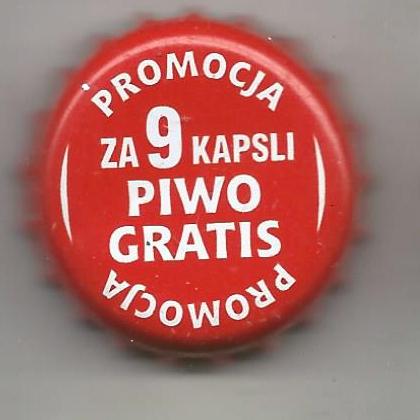 PROMOCJA
ZA 9 KAPSLI
PIWO
GRATIS
PROMOCJA